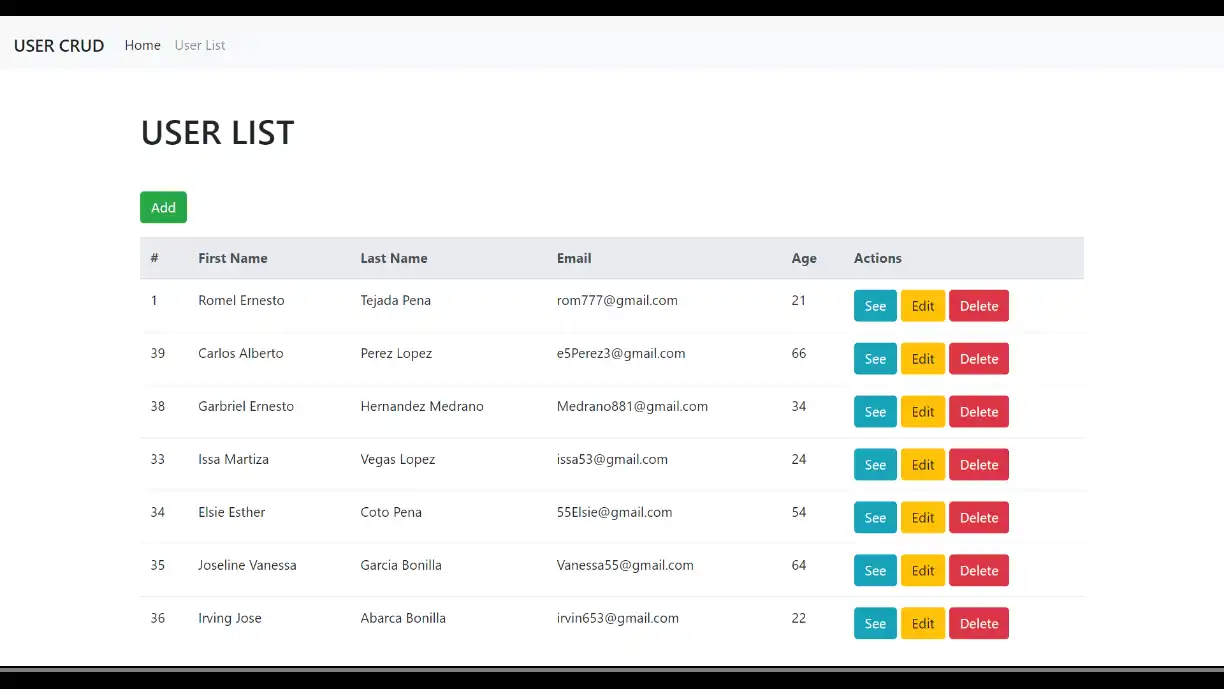 USER CRUD Home User List
USER LIST
Add
# First Name Last Name Email Age Actions
1 Romel Ernesto Tejada Pena rom777@gmail.com 21 See Edit Delete
39 Carlos Alberto Perez Lopez e5Perez3@gmail.com 66 See Edit Delete
38 Garbriel Ernesto Hernandez Medrano Medrano881@gmail.com 34 See Edit Delete
33 Issa Martiza Vegas Lopez issa53@gmail.com 24 See Edit Delete
34 Elsie Esther Coto Pena 55Elsie@gmail.com 54 See Edit Delete
35 Joseline Vanessa Garcia Bonilla Vanessa55@gmail.com 64 See Edit Delete
36 Irving Jose Abarca Bonilla irvin653@gmail.com 22 See Edit Delete